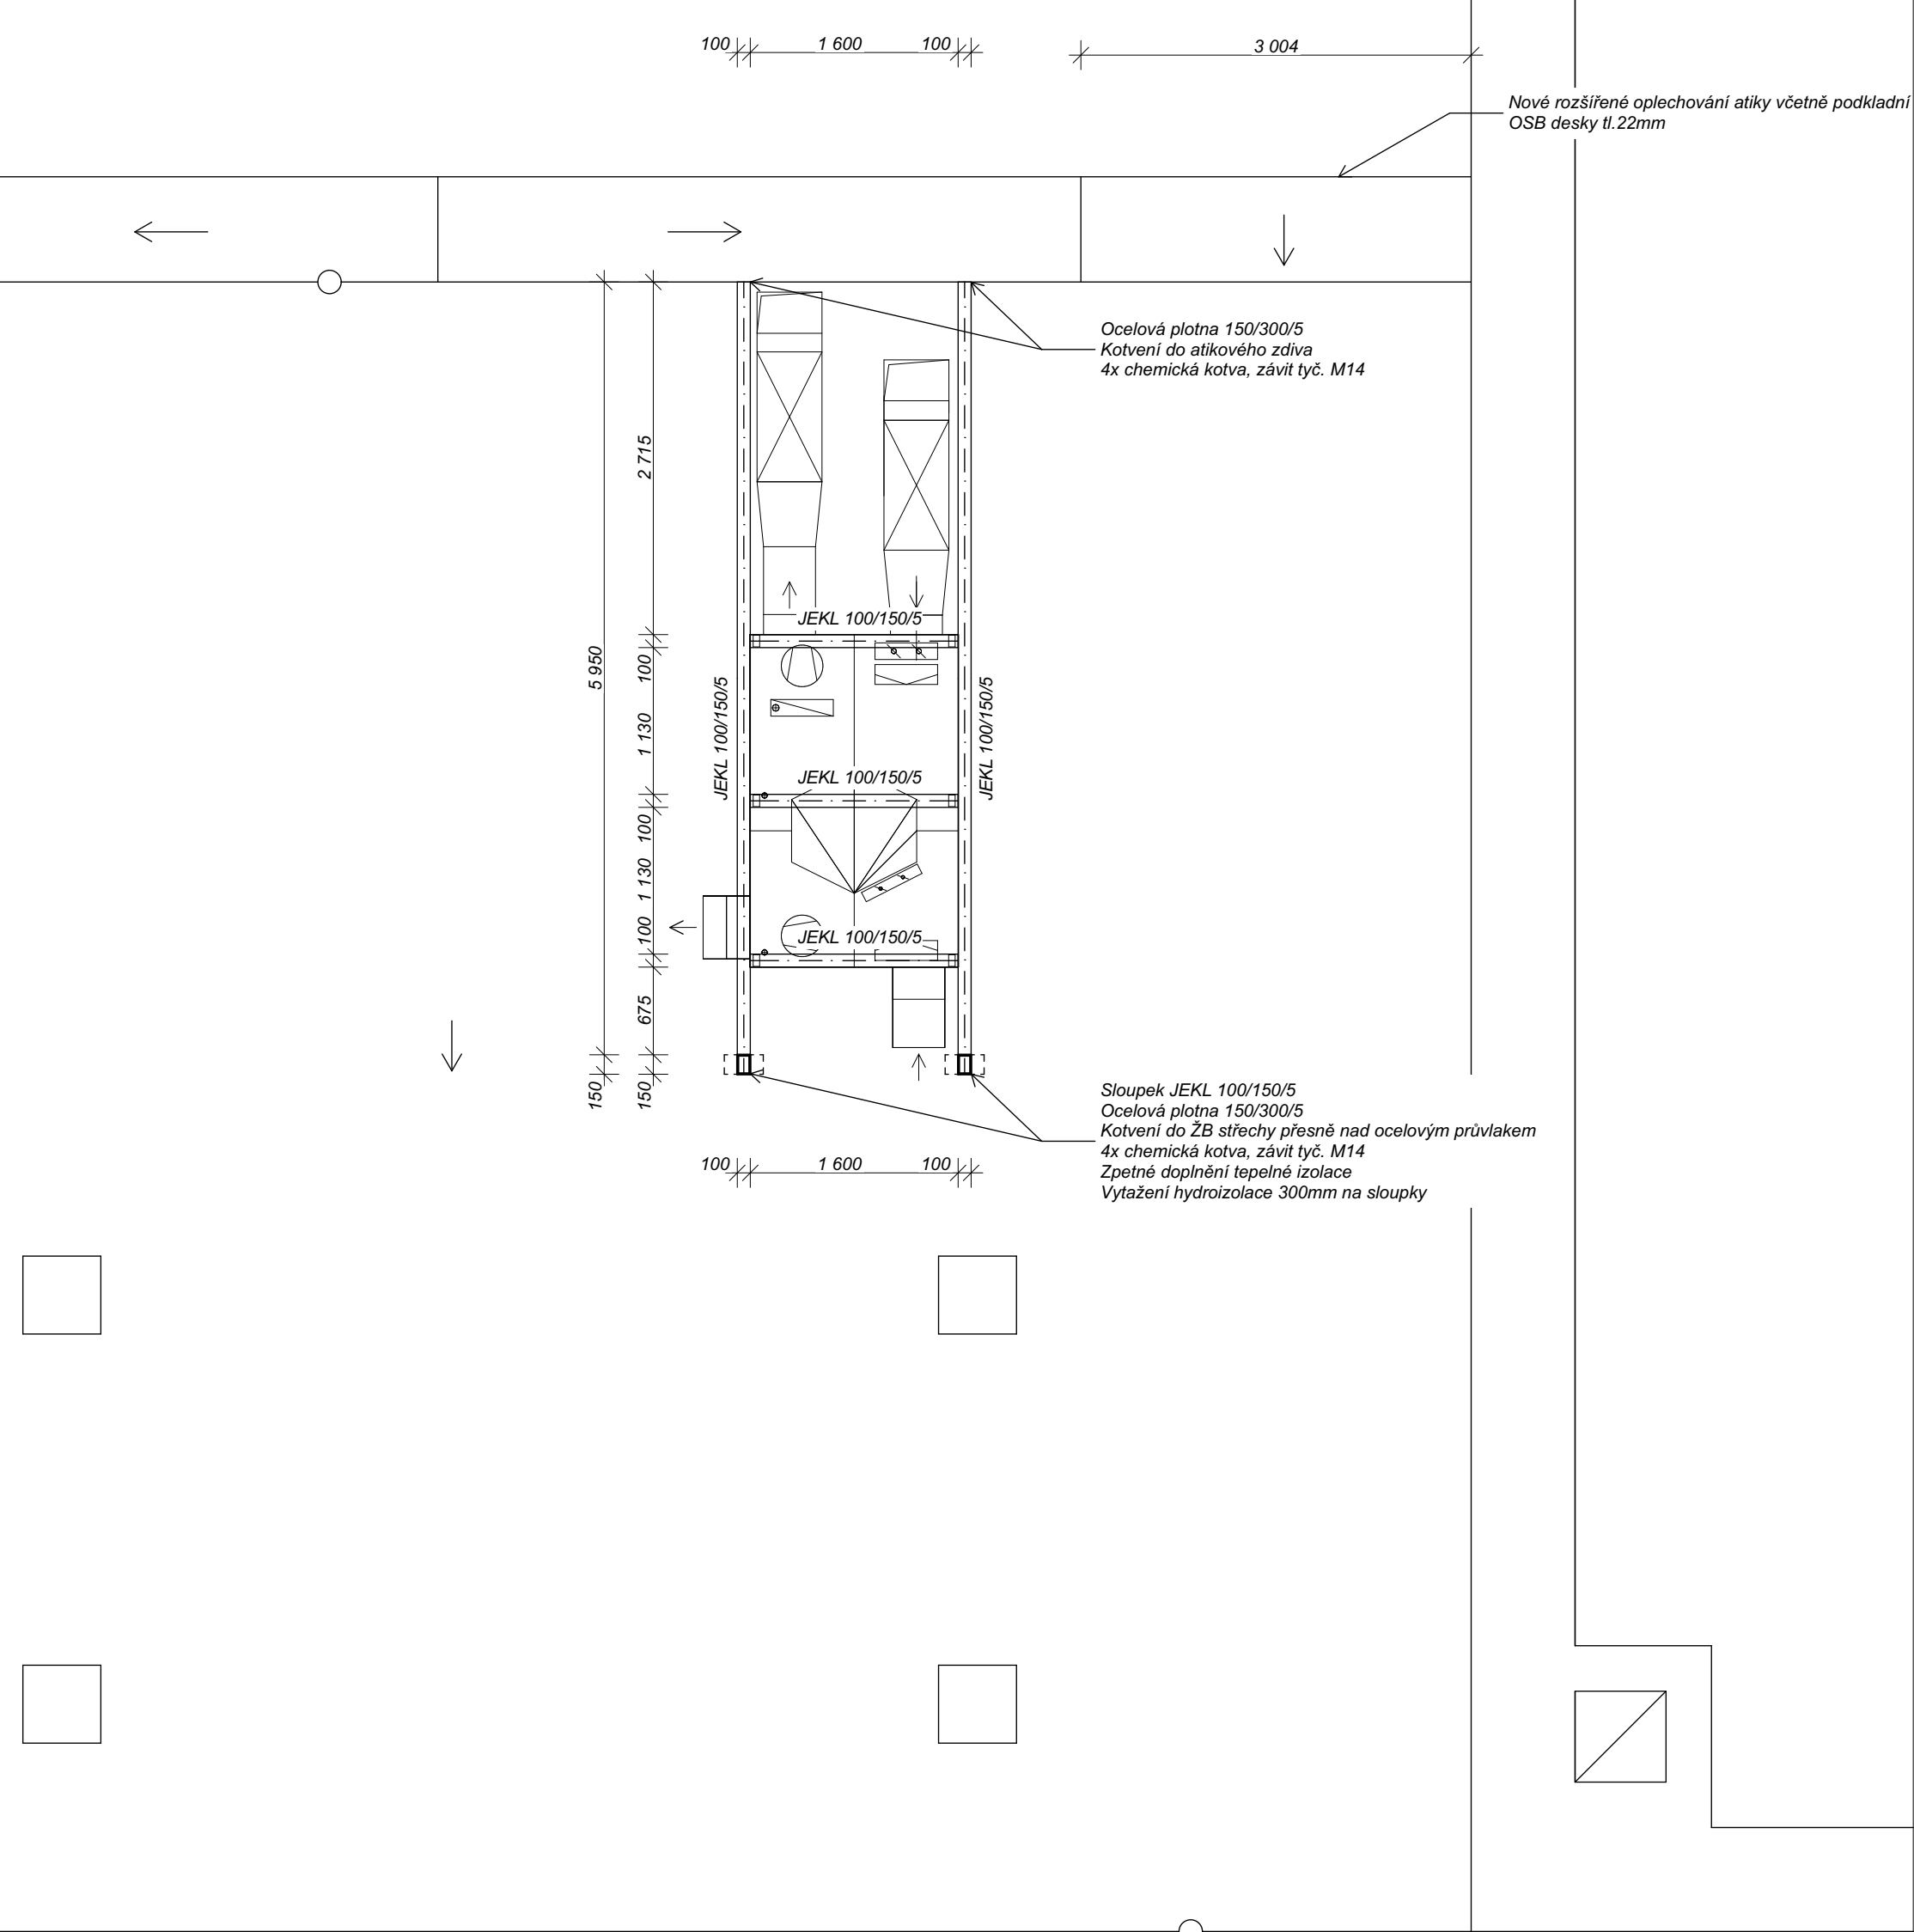 100 1 600 100
3 004
Nové rozšířené oplechování atiky včetně podkladní
OSB desky tl.22mm
Ocelová plotna 150/300/5
Kotvení do atikového zdiva
4x chemická kotva, závit tyč. M14
2 715
5 950
JEKL 100/150/5
100
JEKL 100/150/5
JEKL 100/150/5
1 130
JEKL 100/150/5
100
1 130
100
JEKL 100/150/5
675
150
150
Sloupek JEKL 100/150/5
Ocelová plotna 150/300/5
Kotvení do ŽB střechy přesně nad ocelovým průvlakem
4x chemická kotva, závit tyč. M14
Zpetné doplnění tepelné izolace
Vytažení hydroizolace 300mm na sloupky
100 1 600 100